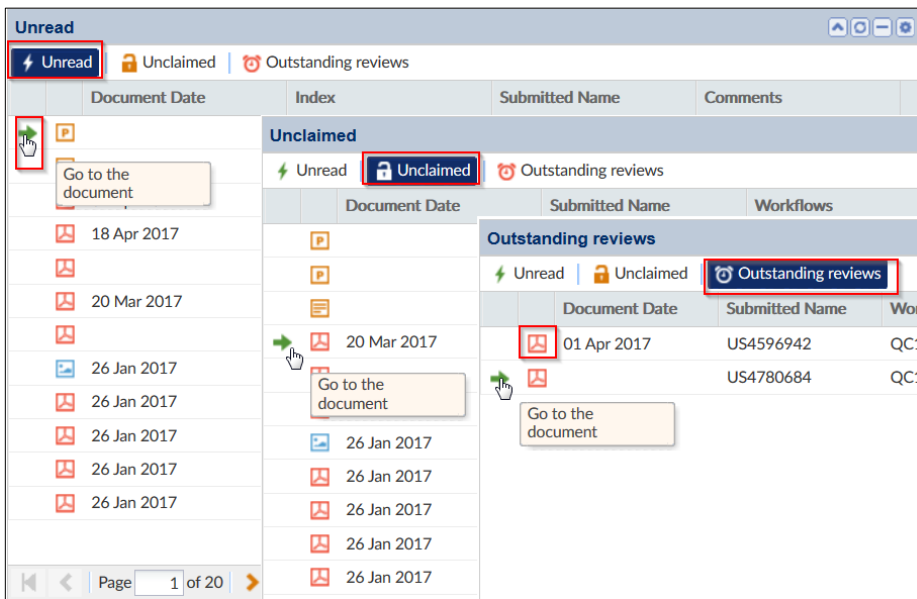 Unread
Unread Unclaimed Outstanding reviews
Document Date Index Submitted Name Comments
P
Go to the
document
18 Apr 2017
20 Mar 2017
26 Jan 2017
26 Jan 2017
26 Jan 2017
26 Jan 2017
26 Jan 2017
Page 1 of 20
Unclaimed
Unread Unclaimed Outstanding reviews
Document Date Submitted Name Workflows
P
P
20 Mar 2017
Go to the
document
26 Jan 2017
26 Jan 2017
26 Jan 2017
26 Jan 2017
26 Jan 2017
Outstanding reviews
Unread Unclaimed Outstanding reviews
Document Date Submitted Name
01 Apr 2017 US4596942
US4780684
Go to the
document